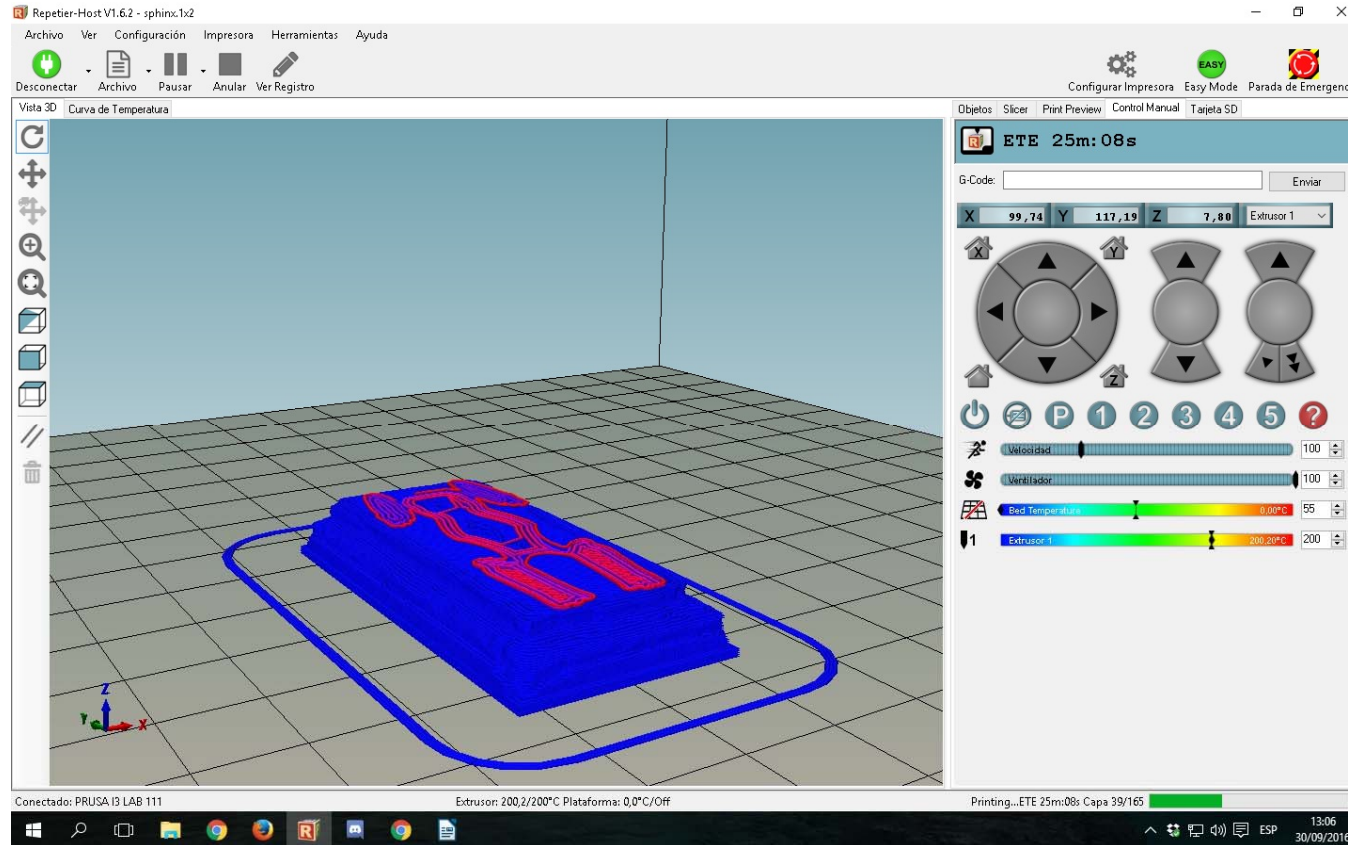 Repetier-Host V1.6.2 - sphinx.1x2
Archivo Ver Configuración Impresora Herramientas Ayuda
Desconectar Archivo Pausar Anular Ver Registro
EASY
Configurar Impresora Easy Mode Parada de Emergenc
Vista 3D Curva de Temperatura
Objetos Slicer Print Preview Control Manual Tarjeta SD
ETE 25m:08s
G-Code: Enviar
X 99,74 Y 117,19 Z 7,80 Extrusor 1
X Y
Z
P 1 2 3 4 5 ?
Velocidad 100
Ventilador 100
Bed Temperature 0,00°C 55
1 Extrusor 1 200,20°C 200
Z
Y X
Conectado: PRUSA I3 LAB 111 Extrusor: 200,2/200°C Plataforma: 0,0°C/Off Printing...ETE 25m:08s Capa 39/165
ESP 13:06
30/09/2016